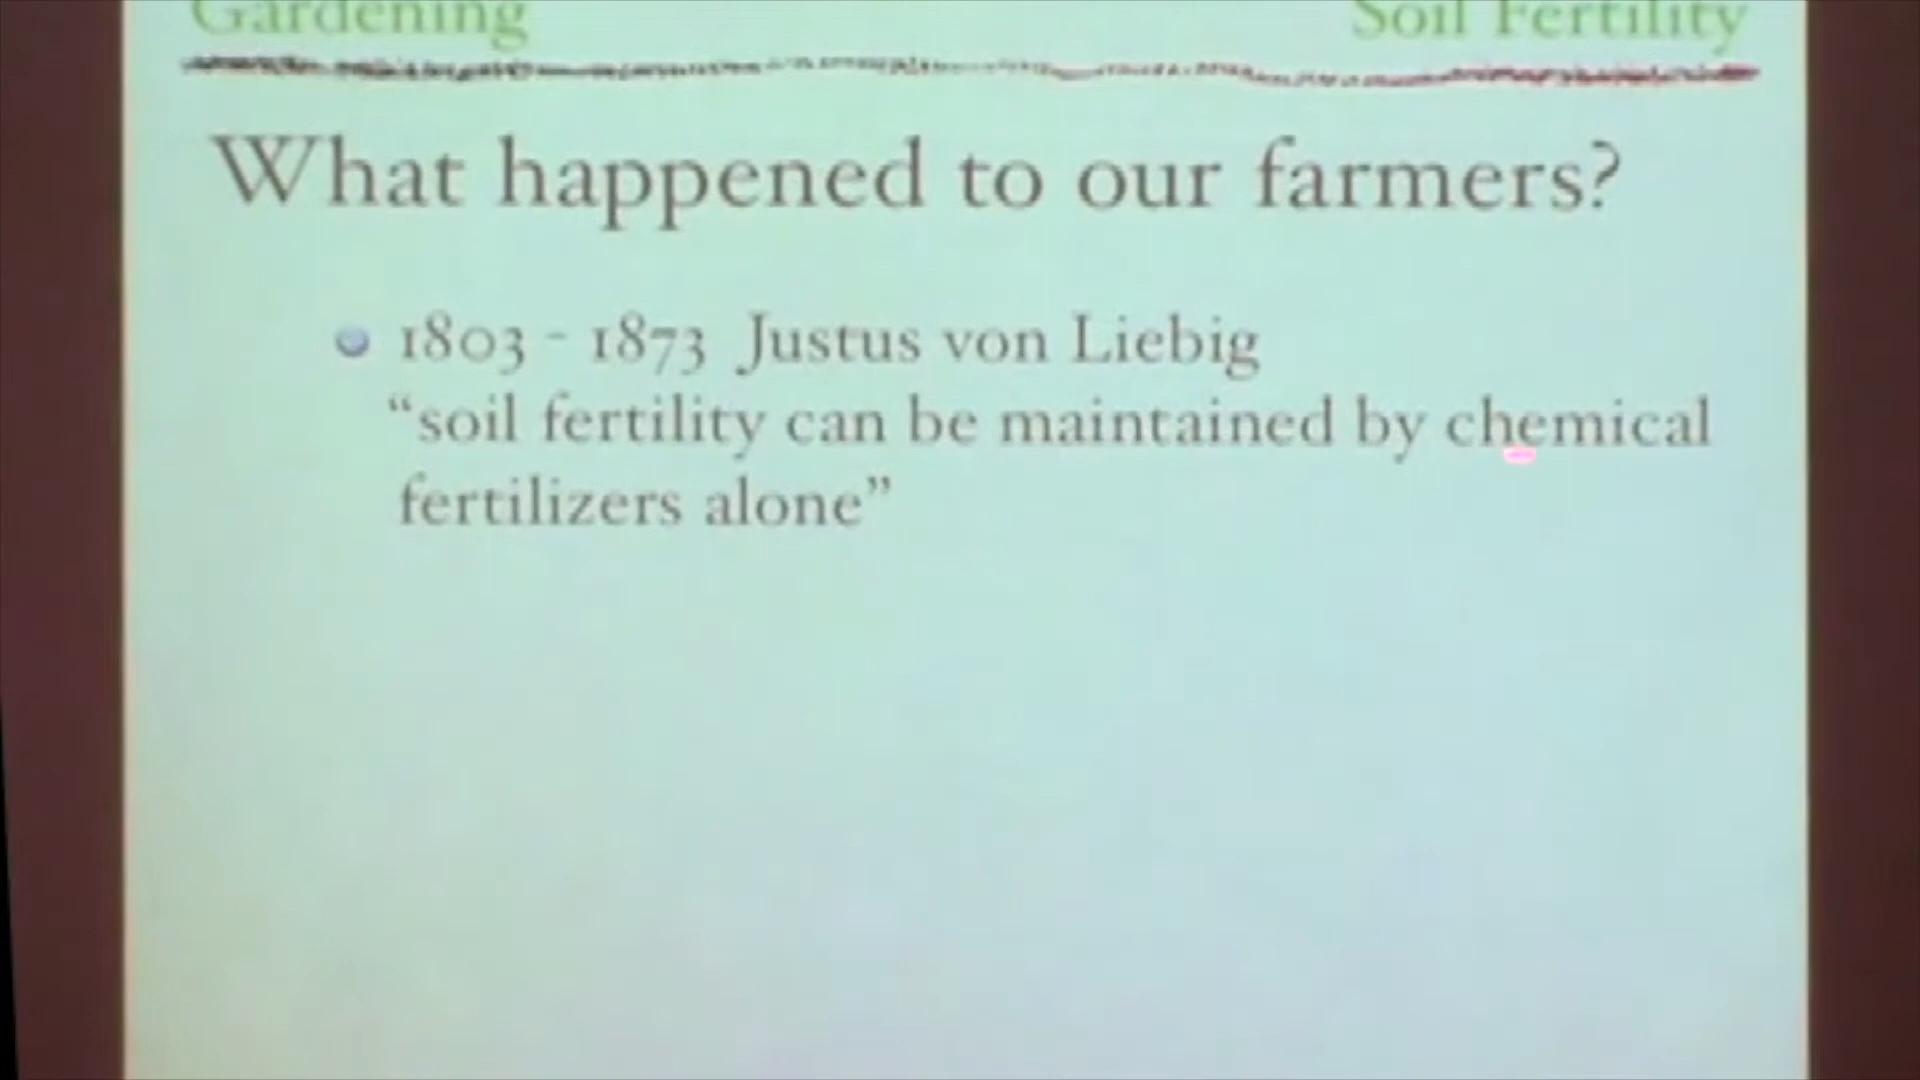 Gardening
Soil Fertility
What happened to our farmers?
1803 - 1873 Justus von Liebig
“soil fertility can be maintained by chemical
fertilizers alone”